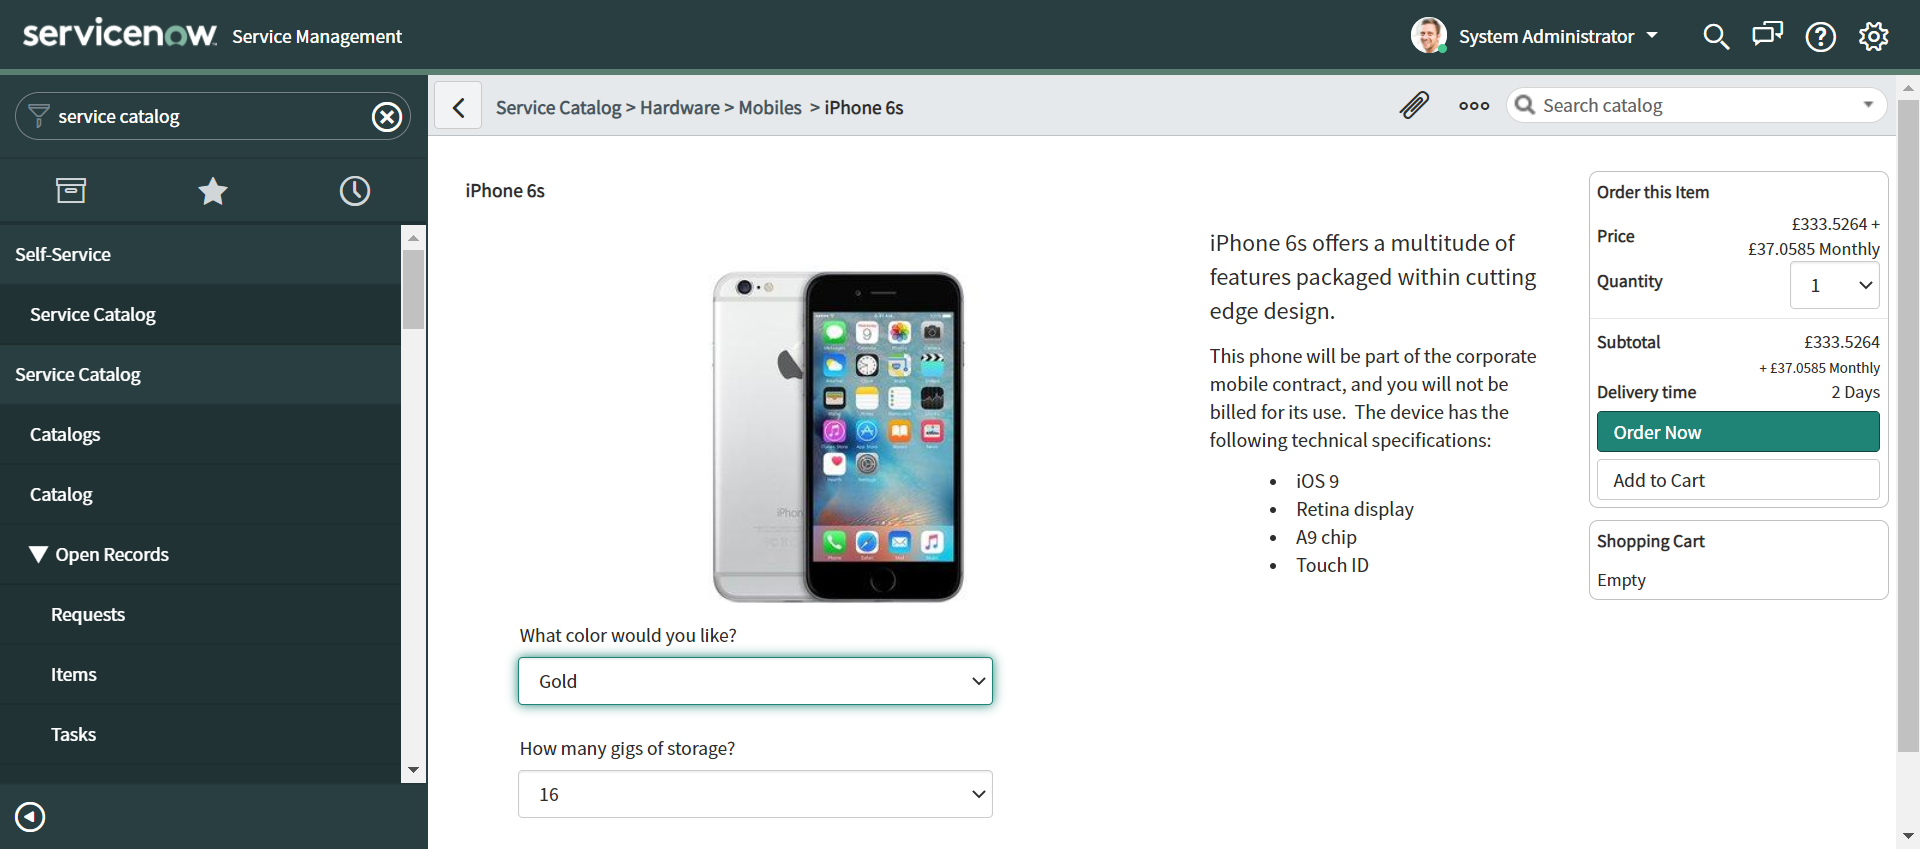 servicenow Service Management
System Administrator
service catalog
Service Catalog > Hardware > Mobiles > iPhone 6s
Search catalog
Self-Service
Service Catalog
Service Catalog
Catalogs
Catalog
Open Records
Requests
Items
Tasks
iPhone 6s
iPhone 6s offers a multitude of
features packaged within cutting
edge design.
This phone will be part of the corporate
mobile contract, and you will not be
billed for its use. The device has the
following technical specifications:
• iOS 9
• Retina display
• A9 chip
• Touch ID
What color would you like?
Gold
How many gigs of storage?
16
Order this Item
Price £333.5264 +
£37.0585 Monthly
Quantity 1
Subtotal £333.5264
+ £37.0585 Monthly
Delivery time 2 Days
Order Now
Add to Cart
Shopping Cart
Empty